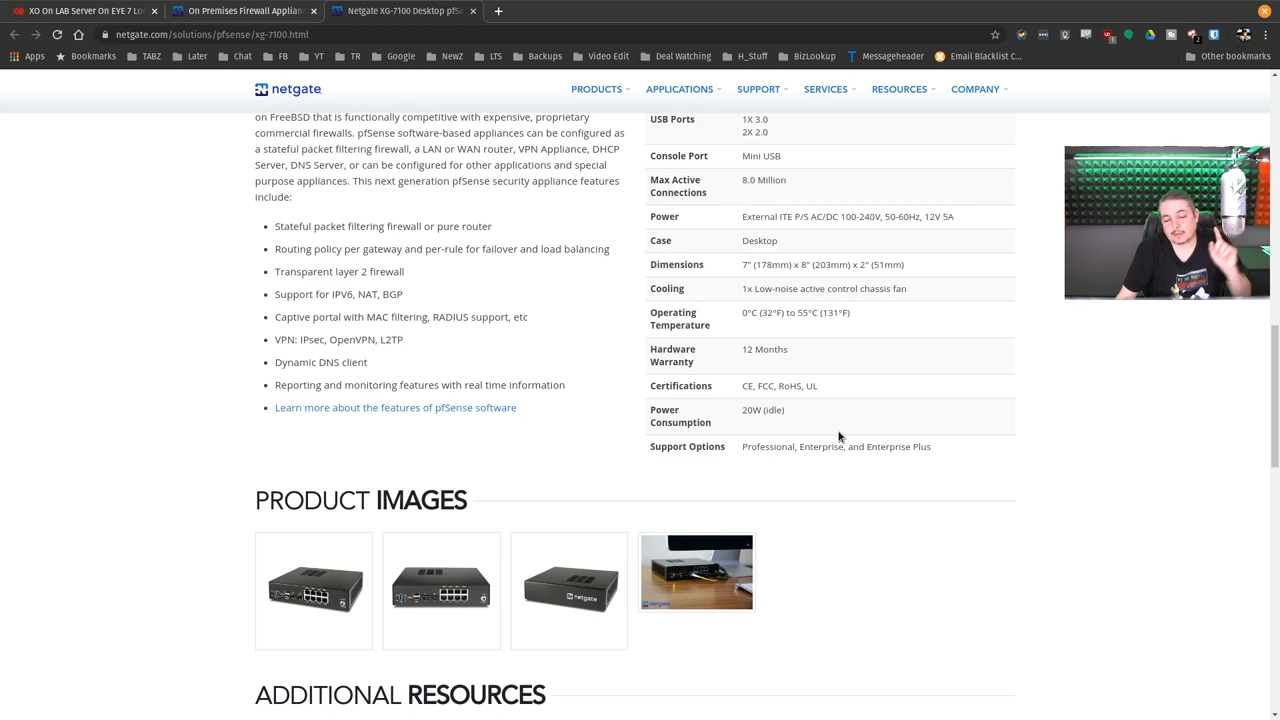 XO On LAB Server On EYE 7 Lo
On Premises Firewall Applian
Netgate XG-7100 Desktop pfSe
netgate.com/solutions/pfsense/xg-7100.html
Apps
Bookmarks
TABZ
Later
Chat
FB
YT
TR
Google
NewZ
LTS
Backups
Video Edit
Deal Watching
H_Stuff
BizLookup
Messageheader
Email Blacklist C...
Other bookmarks
netgate
PRODUCTS
APPLICATIONS
SUPPORT
SERVICES
RESOURCES
COMPANY
on FreeBSD that is functionally competitive with expensive, proprietary
commercial firewalls. pfSense software-based appliances can be configured as
a stateful packet filtering firewall, a LAN or WAN router, VPN Appliance, DHCP
Server, DNS Server, or can be configured for other applications and special
purpose appliances. This next generation pfSense security appliance features
include:
Stateful packet filtering firewall or pure router
Routing policy per gateway and per-rule for failover and load balancing
Transparent layer 2 firewall
Support for IPV6, NAT, BGP
Captive portal with MAC filtering, RADIUS support, etc
VPN: IPsec, OpenVPN, L2TP
Dynamic DNS client
Reporting and monitoring features with real time information
Learn more about the features of pfSense software
USB Ports 1X 3.0
2X 2.0
Console Port Mini USB
Max Active 8.0 Million
Connections
Power External ITE P/S AC/DC 100-240V, 50-60Hz, 12V 5A
Case Desktop
Dimensions 7" (178mm) x 8" (203mm) x 2" (51mm)
Cooling 1x Low-noise active control chassis fan
Operating 0°C (32°F) to 55°C (131°F)
Temperature
Hardware 12 Months
Warranty
Certifications CE, FCC, RoHS, UL
Power 20W (idle)
Consumption
Support Options Professional, Enterprise, and Enterprise Plus
PRODUCT IMAGES
netgate
netgate
ADDITIONAL RESOURCES